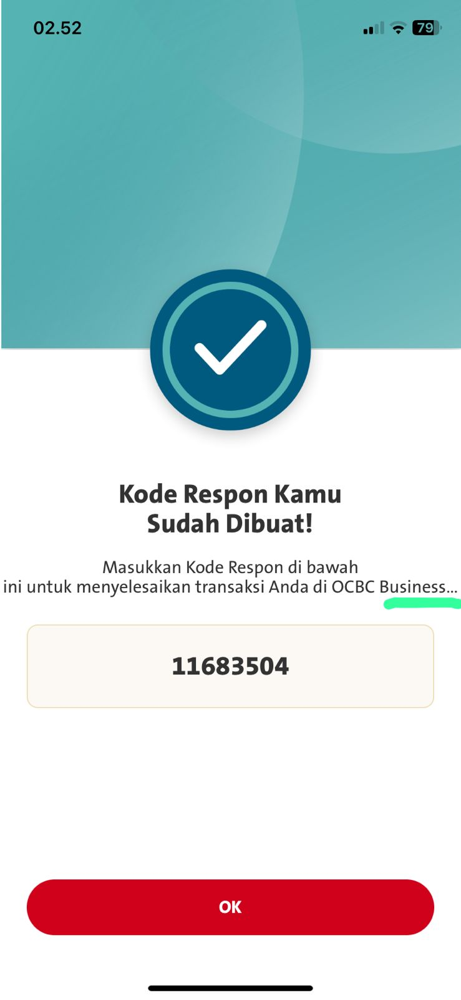 02.52
79
Kode Respon Kamu
Sudah Dibuat!
Masukkan Kode Respon di bawah
ini untuk menyelesaikan transaksi Anda di OCBC Business...
11683504
OK